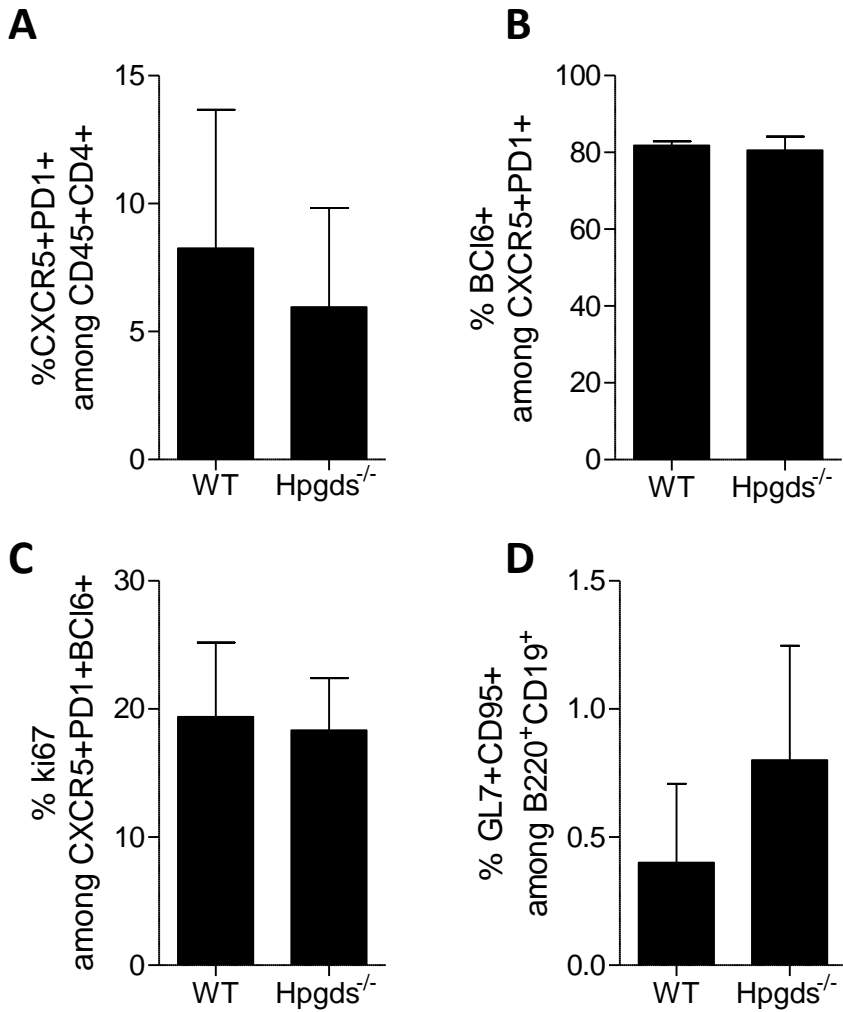 A
%CXCR5+PD1+
among CD45+CD4+
15
10
5
0
WT
Hpgds-/-
B
% BCl6+
among CXCR5+PD1+
100
80
60
40
20
0
WT
Hpgds-/-
C
% ki67
among CXCR5+PD1+BCl6+
30
20
10
0
WT
Hpgds-/-
D
% GL7+CD95+
among B220+CD19+
1.5
1.0
0.5
0.0
WT
Hpgds-/-